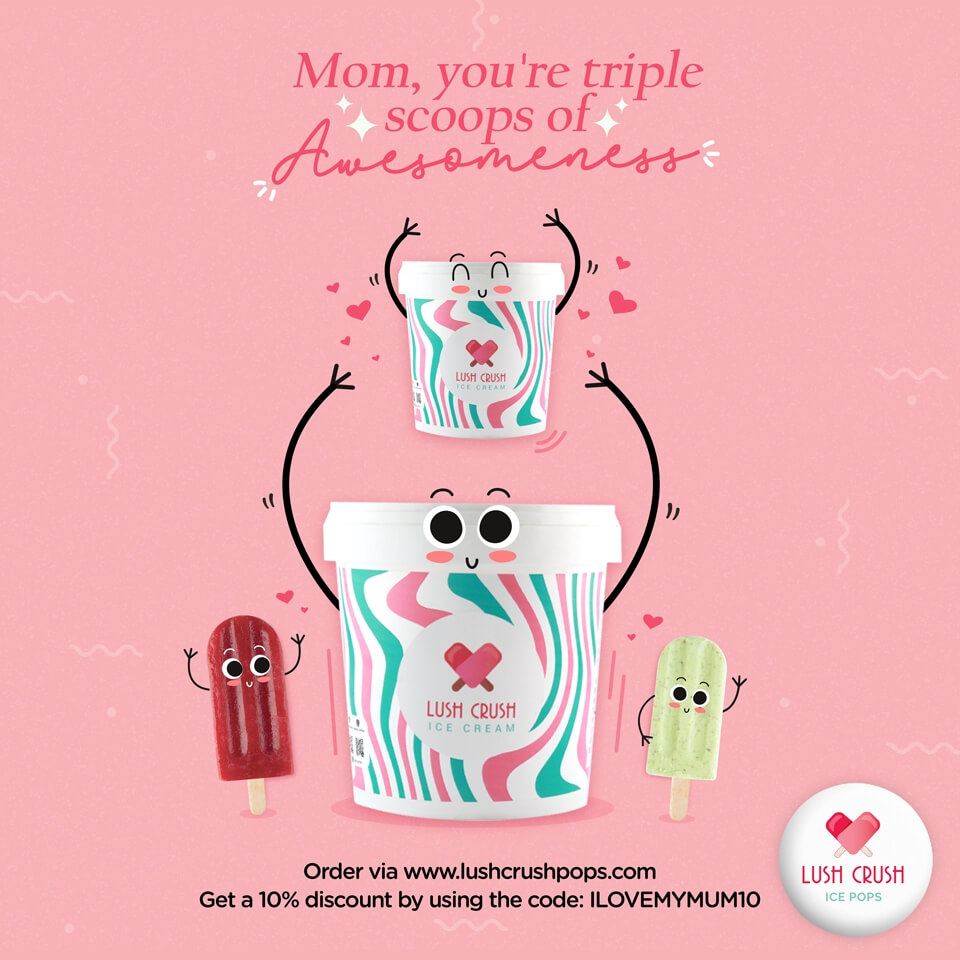 Mom, you're triple
scoops of
Awesomeness
LUSH CRUSH
ICE CREAM
LUSH CRUSH
ICE CREAM
Order via www.lushcrushpops.com
Get a 10% discount by using the code: ILOVEMYMUM10
LUSH CRUSH
ICE POPS